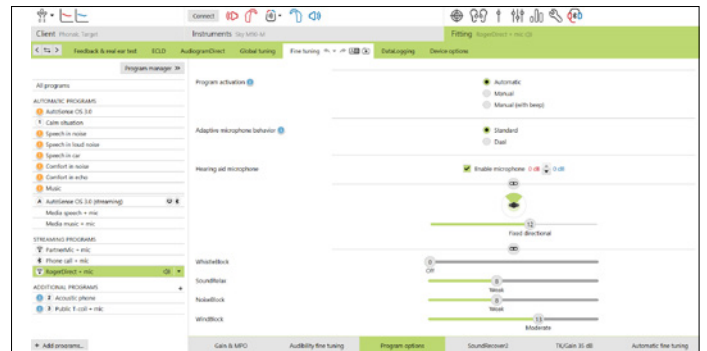 Connect
Client Phonak, Target
Instruments Sky M90-M
Fitting RogerDirect + mic
Feedback & real ear test
ECLD
AudiogramDirect
Global tuning
Fine tuning
DataLogging
Device options
Program manager
All programs
AUTOMATIC PROGRAMS
AutoSense OS 3.0
Calm situation
Speech in noise
Speech in loud noise
Speech in car
Comfort in noise
Comfort in echo
Music
A AutoSense OS 3.0 (streaming)
Media speech + mic
Media music + mic
STREAMING PROGRAMS
PartnerMic + mic
Phone call + mic
RogerDirect + mic
ADDITIONAL PROGRAMS +
2 Acoustic phone
3 Public T-coil + mic
+ Add programs...
Program activation
Automatic
Manual
Manual (with beep)
Adaptive microphone behavior
Standard
Dual
Hearing aid microphone
Enable microphone 0 dB 0 dB
12
Fixed directional
WhistleBlock
0
Off
SoundRelax
8
Weak
NoiseBlock
8
Weak
WindBlock
13
Moderate
Gain & MPO
Audibility fine tuning
Program options
SoundRecover2
TK/Gain 35 dB
Automatic fine tuning